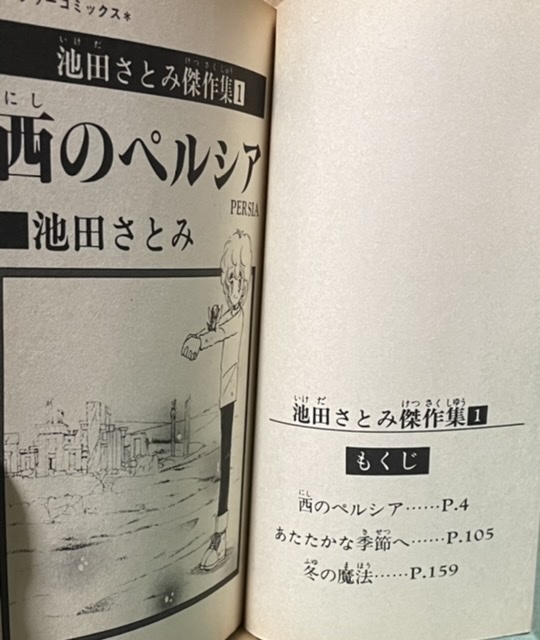 ーコミックス＊
池田さとみ傑作集1
西のペルシア
PERSIA
池田さとみ
池田さとみ傑作集1
もくじ
西のペルシア……P.4
あたたかな季節へ……P.105
冬の魔法……P.159